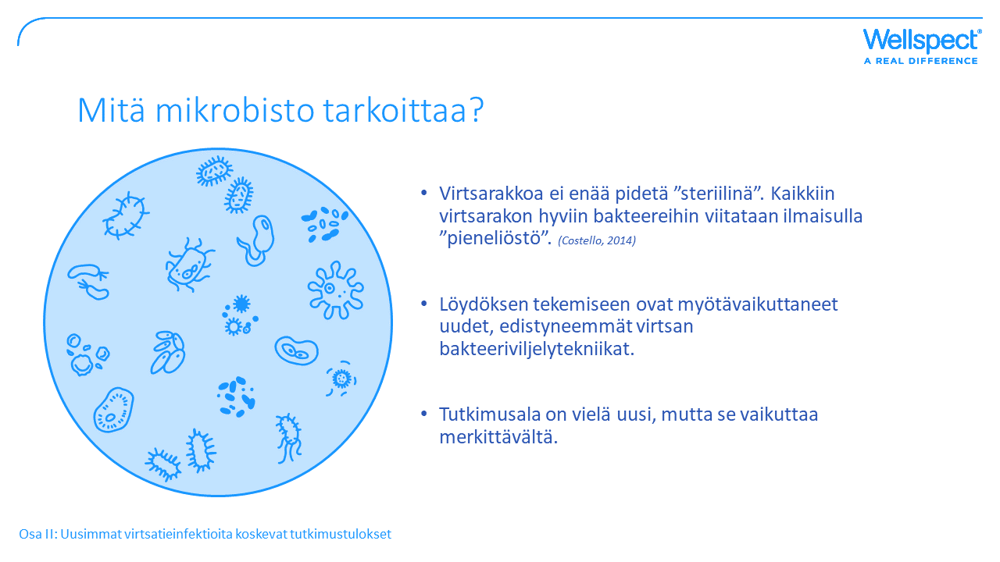 Wellspect®
A REAL DIFFERENCE
Mitä mikrobisto tarkoittaa?
• Virtsarakkoa ei enää pidetä ”steriilinä”. Kaikkiin
virtsarakon hyviin bakteereihin viitataan ilmaisulla
”pieneliöstö”. (Costello, 2014)
• Löydöksen tekemiseen ovat myötävaikuttaneet
uudet, edistyneemmät virtsan
bakteeriviljelytekniikat.
• Tutkimusala on vielä uusi, mutta se vaikuttaa
merkittävältä.
Osa II: Uusimmat virtsatieinfektioita koskevat tutkimustulokset